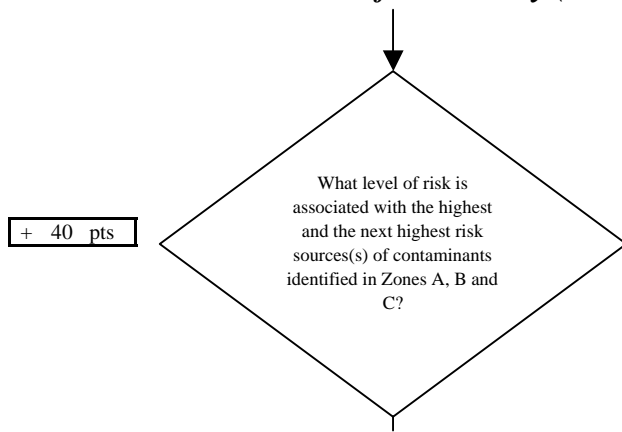 What level of risk is
associated with the highest
and the next highest risk
sources(s) of contaminants
identified in Zones A, B and
C?
+ 40 pts